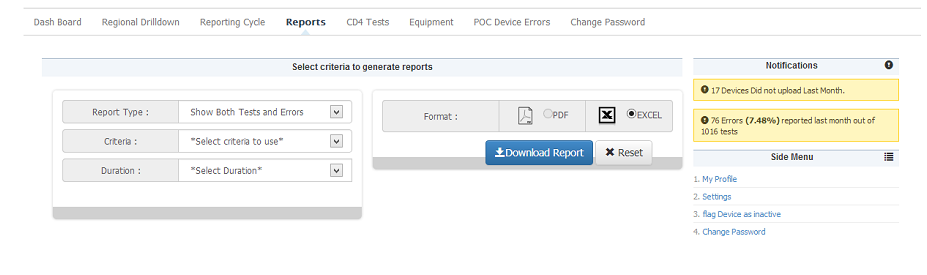 Dash Board Regional Drilldown Reporting Cycle Reports CD4 Tests Equipment POC Device Errors Change Password
Select criteria to generate reports
Report Type : Show Both Tests and Errors
Criteria : *Select criteria to use*
Duration : *Select Duration*
Format : PDF EXCEL
Download Report Reset
Notifications
17 Devices Did not upload Last Month.
76 Errors (7.48%) reported last month out of
1016 tests
Side Menu
1. My Profile
2. Settings
3. flag Device as inactive
4. Change Password